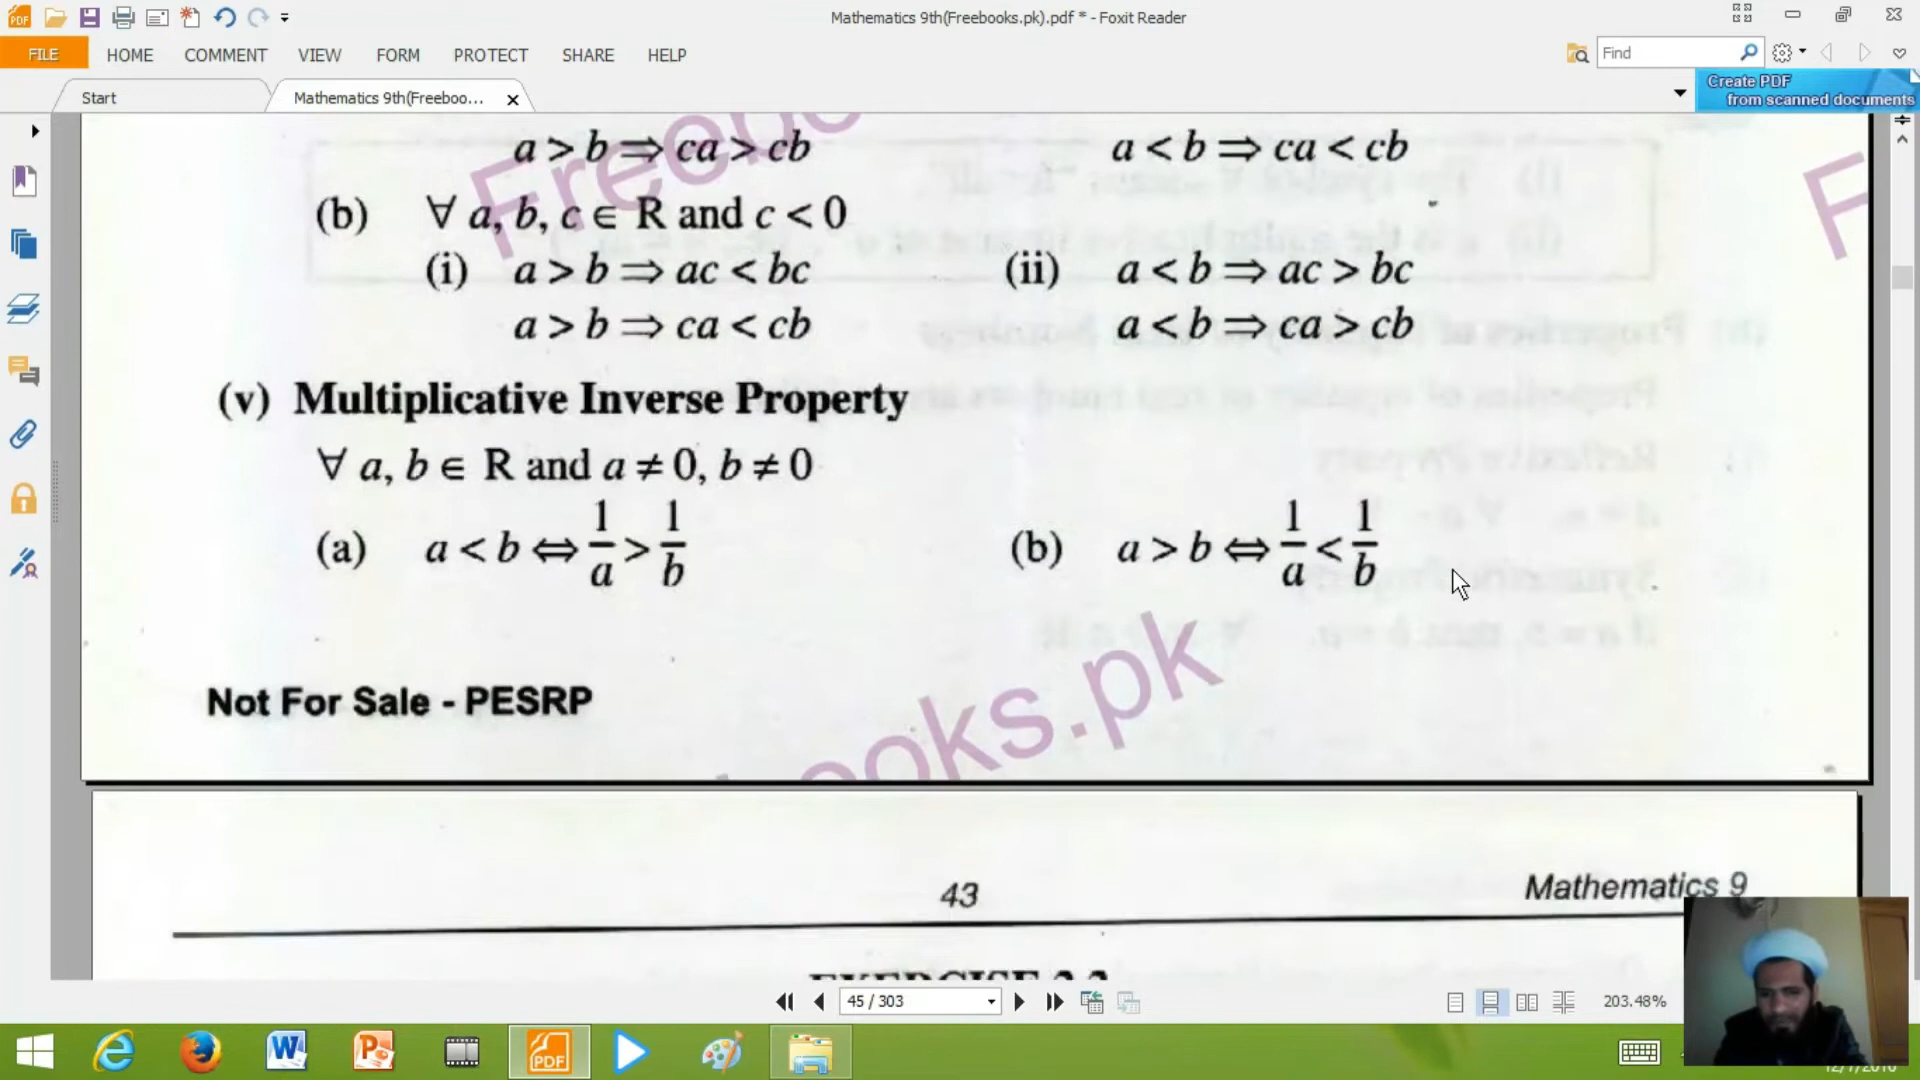 Mathematics 9th(Freebooks.pk).pdf * - Foxit Reader
FILE HOME COMMENT VIEW FORM PROTECT SHARE HELP
Find
Start
Mathematics 9th(Freeboo...
Create PDF
from scanned documents
a > b ⇒ ca > cb
a < b ⇒ ca < cb
(b) ∀ a, b, c ∈ R and c < 0
(i) a > b ⇒ ac < bc
(ii) a < b ⇒ ac > bc
a > b ⇒ ca < cb
a < b ⇒ ca > cb
(v) Multiplicative Inverse Property
∀ a, b ∈ R and a ≠ 0, b ≠ 0
(a) a < b ⇔ 1/a > 1/b
(b) a > b ⇔ 1/a < 1/b
ooks.pk
Not For Sale - PESRP
43
Mathematics 9
45 / 303
203.48%